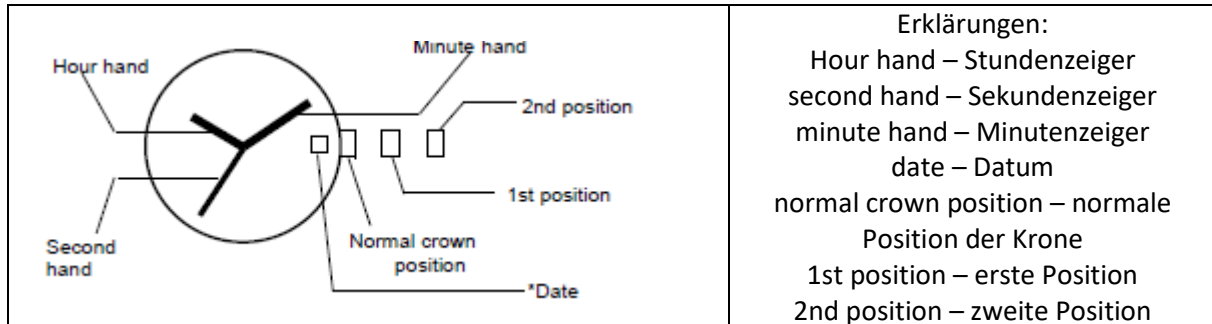 Minute hand
Hour hand
2nd position
1st position
Second
hand
Normal crown
position
*Date
Erklärungen:
Hour hand – Stundenzeiger
second hand – Sekundenzeiger
minute hand – Minutenzeiger
date – Datum
normal crown position – normale
Position der Krone
1st position – erste Position
2nd position – zweite Position